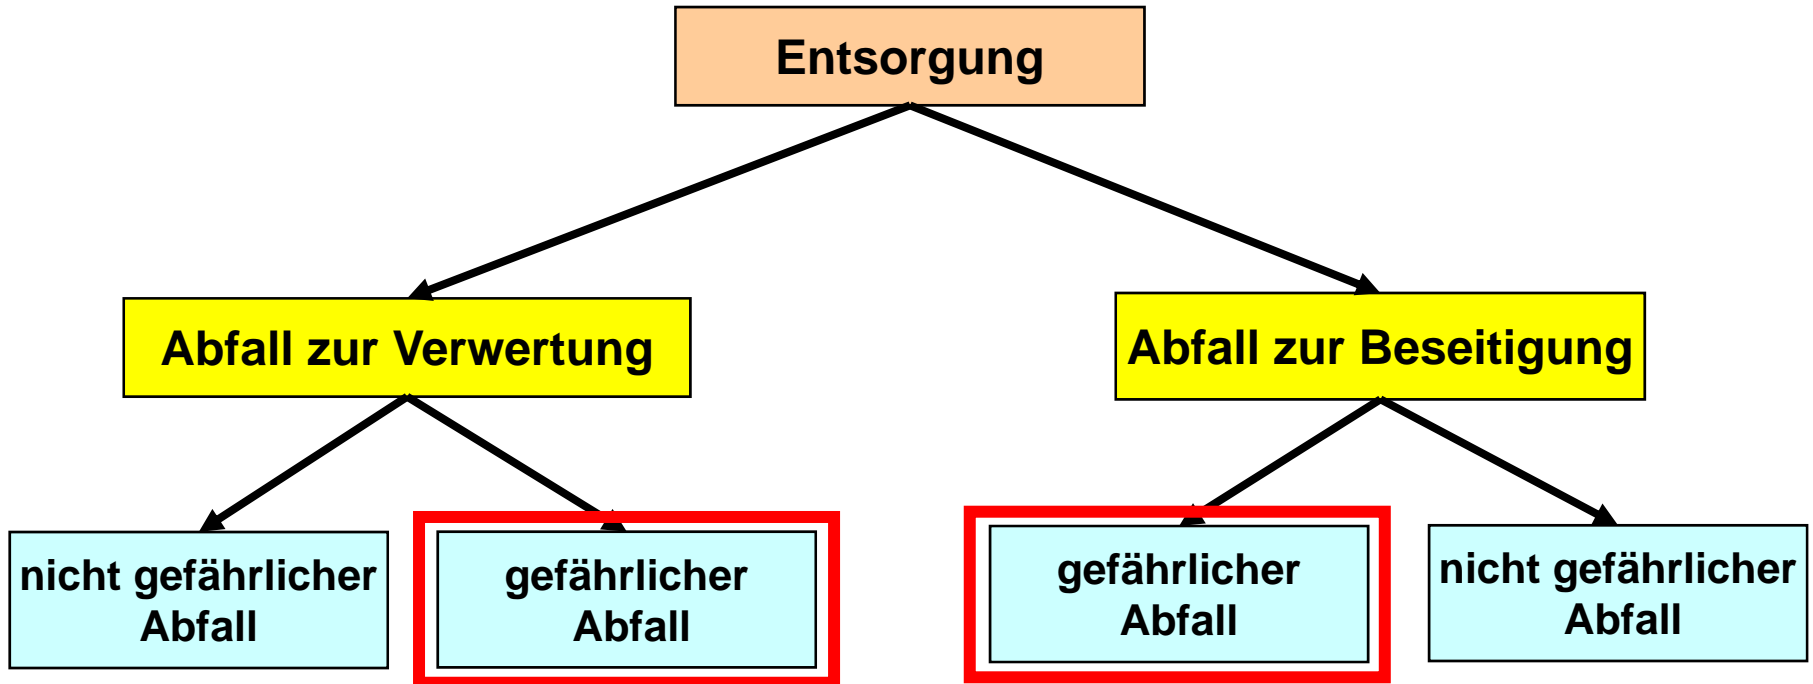 Entsorgung
Abfall zur Verwertung
Abfall zur Beseitigung
nicht gefährlicher
Abfall
gefährlicher
Abfall
gefährlicher
Abfall
nicht gefährlicher
Abfall